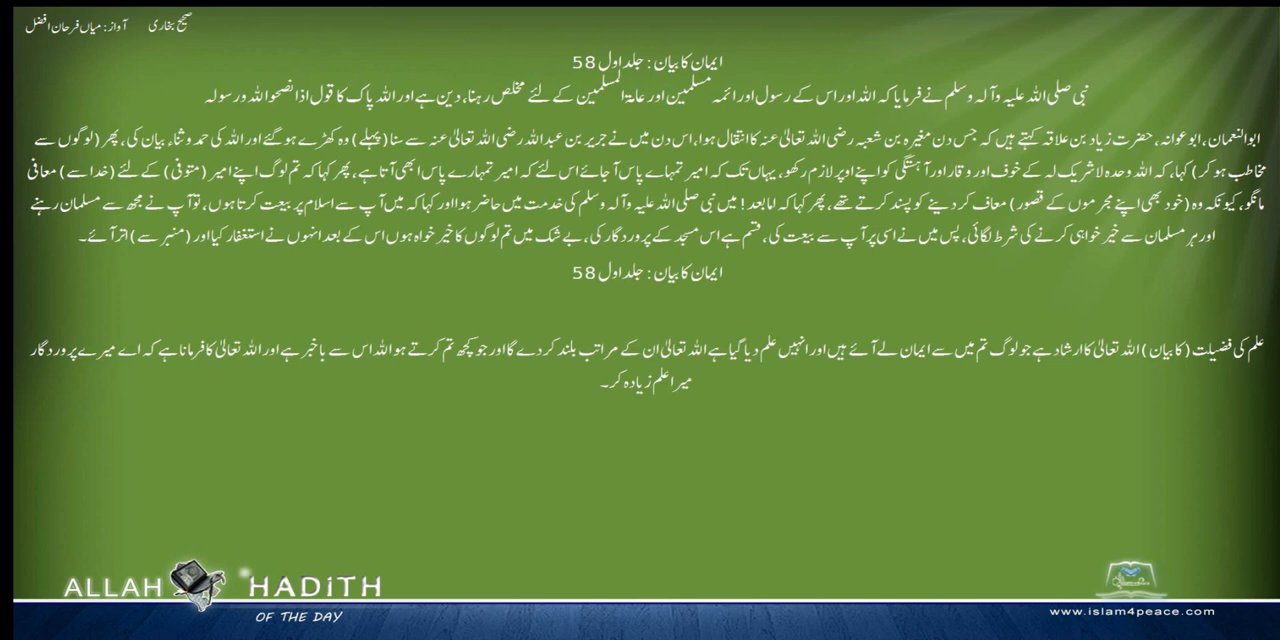 صحیح بخاری آواز: میاں فرحان افضل
ایمان کا بیان : جلد اول 58
نبی صلی اللہ علیہ وآلہ وسلم نے فرمایا کہ اللہ اور اس کے رسول اور ائمہ مسلمین اور عامۃ المسلمین کے لئے مخلص رہنا، دین ہے اور اللہ پاک کا قول اذا نصحوا للہ ورسولہ
ابوالنعمان، ابوعوانہ، حضرت زیاد بن علاقہ کہتے ہیں کہ جس دن مغیرہ بن شعبہ رضی اللہ تعالیٰ عنہ کا انتقال ہوا، اس دن میں نے جریر بن عبداللہ رضی اللہ تعالیٰ عنہ سے سنا (پہلے) وہ کھڑے ہوگئے اور اللہ کی حمد وثناء بیان کی، پھر (لوگوں سے
مخاطب ہو کر) کہا، کہ اللہ وحدہ لاشریک لہ کے خوف اور وقار اور آہستگی کو اپنے اوپر لازم رکھو، یہاں تک کہ امیر تمہاے پاس آجائے اس لئے کہ امیر تمہارے پاس ابھی آتا ہے، پھر کہا کہ تم لوگ اپنے امیر (متوفی) کے لئے (خدا سے) معافی
مانگو، کیونکہ وہ (خود بھی اپنے مجرموں کے قصور) معاف کر دینے کو پسند کرتے تھے، پھر کہا کہ اما بعد! میں نبی صلی اللہ علیہ وآلہ وسلم کی خدمت میں حاضر ہوا اور کہا کہ میں آپ سے اسلام پر بیعت کرتا ہوں، تو آپ نے مجھ سے مسلمان رہنے
اور ہر مسلمان سے خیر خواہی کرنے کی شرط لگائی، پس میں نے اسی پر آپ سے بیعت کی، قسم ہے اس مسجد کے پروردگار کی، بے شک میں تم لوگوں کا خیر خواہ ہوں اس کے بعد انہوں نے استغفار کیا اور (منبر سے) اتر آئے۔
ایمان کا بیان : جلد اول 58
علم کی فضیلت (کا بیان) اللہ تعالیٰ کا ارشاد ہے جو لوگ تم میں سے ایمان لے آئے ہیں اور انہیں علم دیا گیا ہے اللہ تعالیٰ ان کے مراتب بلند کر دے گا اور جو کچھ تم کرتے ہو اللہ اس سے باخبر ہے اور اللہ تعالیٰ کا فرمانا ہے کہ اے میرے پروردگار
میرا علم زیادہ کر۔
ALLAH HADITH
OF THE DAY
www.islam4peace.com